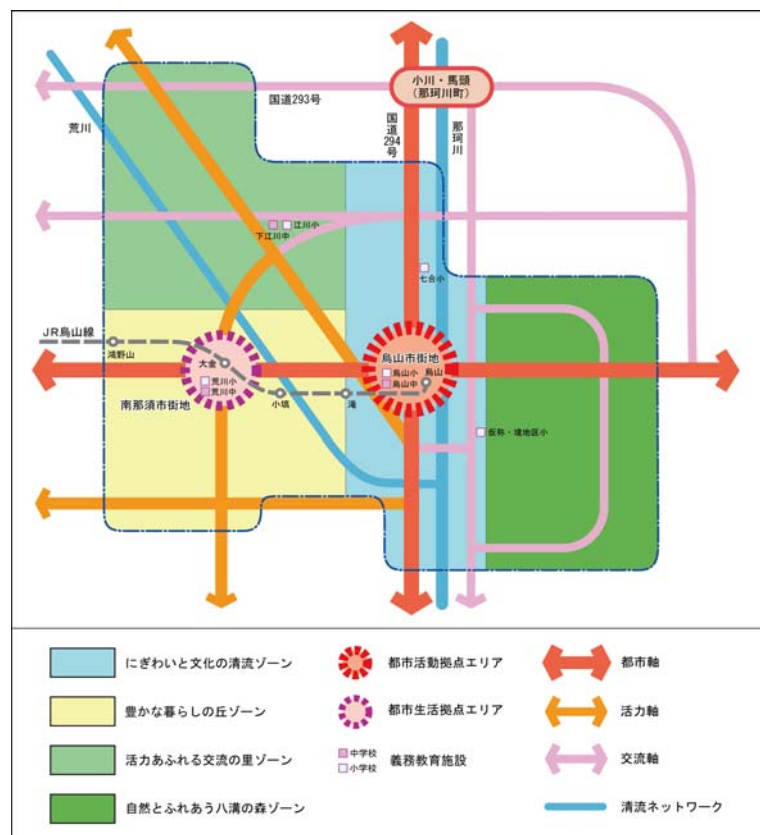 小川・馬頭
(那珂川町)
国道293号
荒川
国道294号
那珂川
江川小
下江川中
七合小
JR烏山線
鴻野山
大金
荒川小
荒川中
南那須市街地
小塙
滝
烏山市街地
烏山小
烏山中
烏山
仮称・境地区小
にぎわいと文化の清流ゾーン
豊かな暮らしの丘ゾーン
活力あふれる交流の里ゾーン
自然とふれあう八溝の森ゾーン
都市活動拠点エリア
都市生活拠点エリア
中学校
小学校
義務教育施設
都市軸
活力軸
交流軸
清流ネットワーク